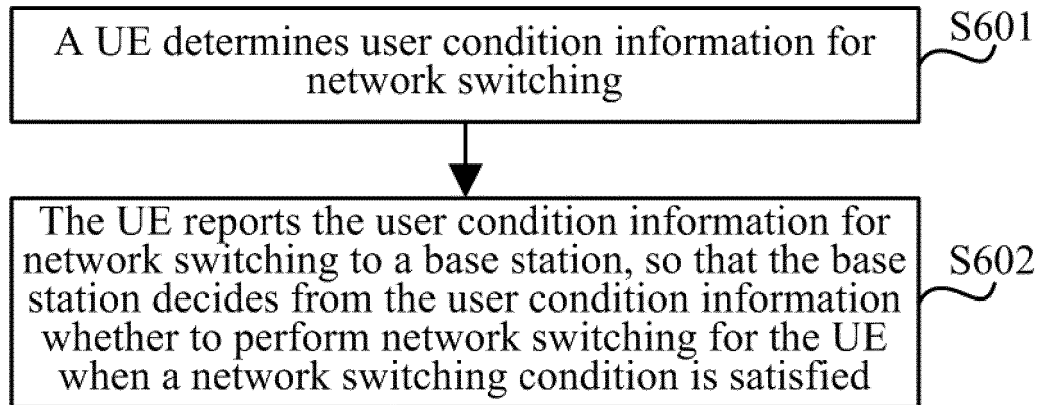 A UE determines user condition information for
network switching
S601
The UE reports the user condition information for
network switching to a base station, so that the base
station decides from the user condition information
whether to perform network switching for the UE
when a network switching condition is satisfied
S602